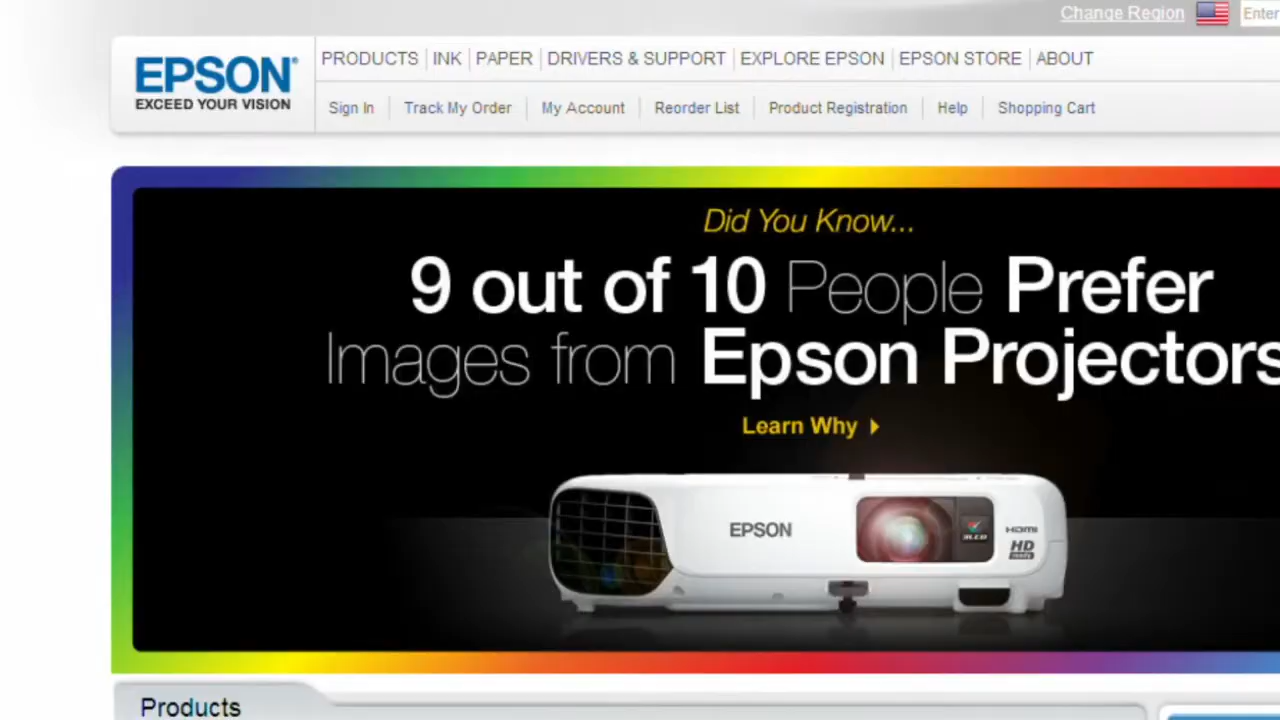 Change Region
Enter
EPSON
EXCEED YOUR VISION
PRODUCTS INK PAPER DRIVERS & SUPPORT EXPLORE EPSON EPSON STORE ABOUT
Sign In Track My Order My Account Reorder List Product Registration Help Shopping Cart
Did You Know...
9 out of 10 People Prefer
Images from Epson Projectors
Learn Why
EPSON
3LCD
HDMI
HD
ready
Products